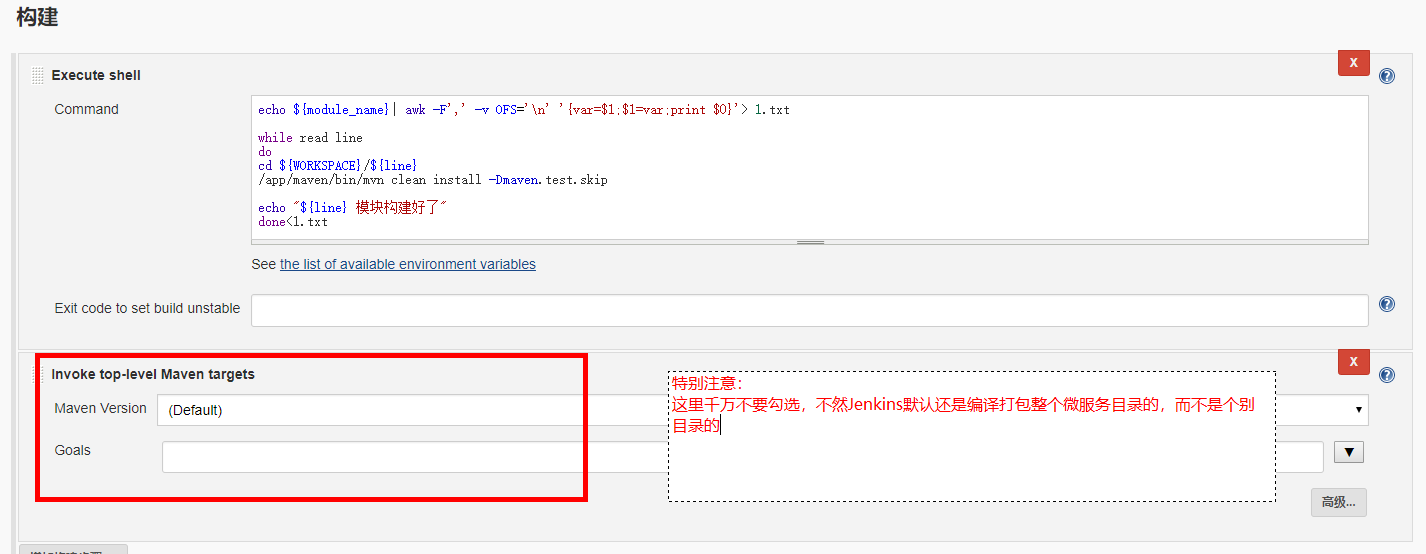 构建
Execute shell
X
Command
echo ${module_name}| awk -F',' -v OFS='\n' '{var=$1;$1=var;print $0}'> 1.txt
while read line
do
cd ${WORKSPACE}/${line}
/app/maven/bin/mvn clean install -Dmaven.test.skip
echo "${line} 模块构建好了"
done<1.txt
See the list of available environment variables
Exit code to set build unstable
Invoke top-level Maven targets
X
Maven Version
(Default)
Goals
特别注意:
这里千万不要勾选，不然Jenkins默认还是编译打包整个微服务目录的，而不是个别
目录的
高级...